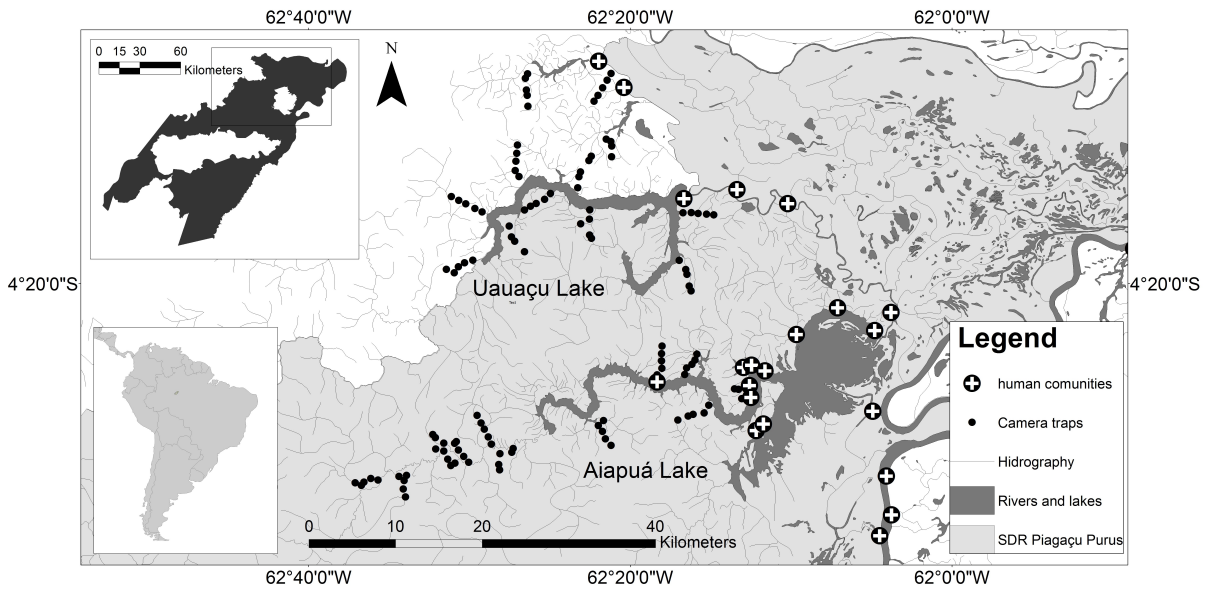 62°40'0"W 62°20'0"W 62°0'0"W
0 15 30 60
Kilometers
N
4°20'0"S 4°20'0"S
Uauaçu Lake
Text
Legend
human comunities
Camera traps
Hidrography
Rivers and lakes
SDR Piagaçu Purus
Aiapuá Lake
0 10 20 40
Kilometers
62°40'0"W 62°20'0"W 62°0'0"W